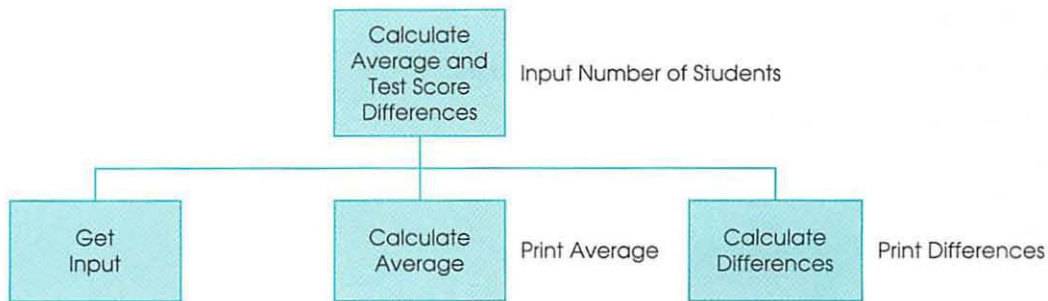 Calculate
Average and
Test Score
Differences
Input Number of Students
Get
Input
Calculate
Average
Print Average
Calculate
Differences
Print Differences